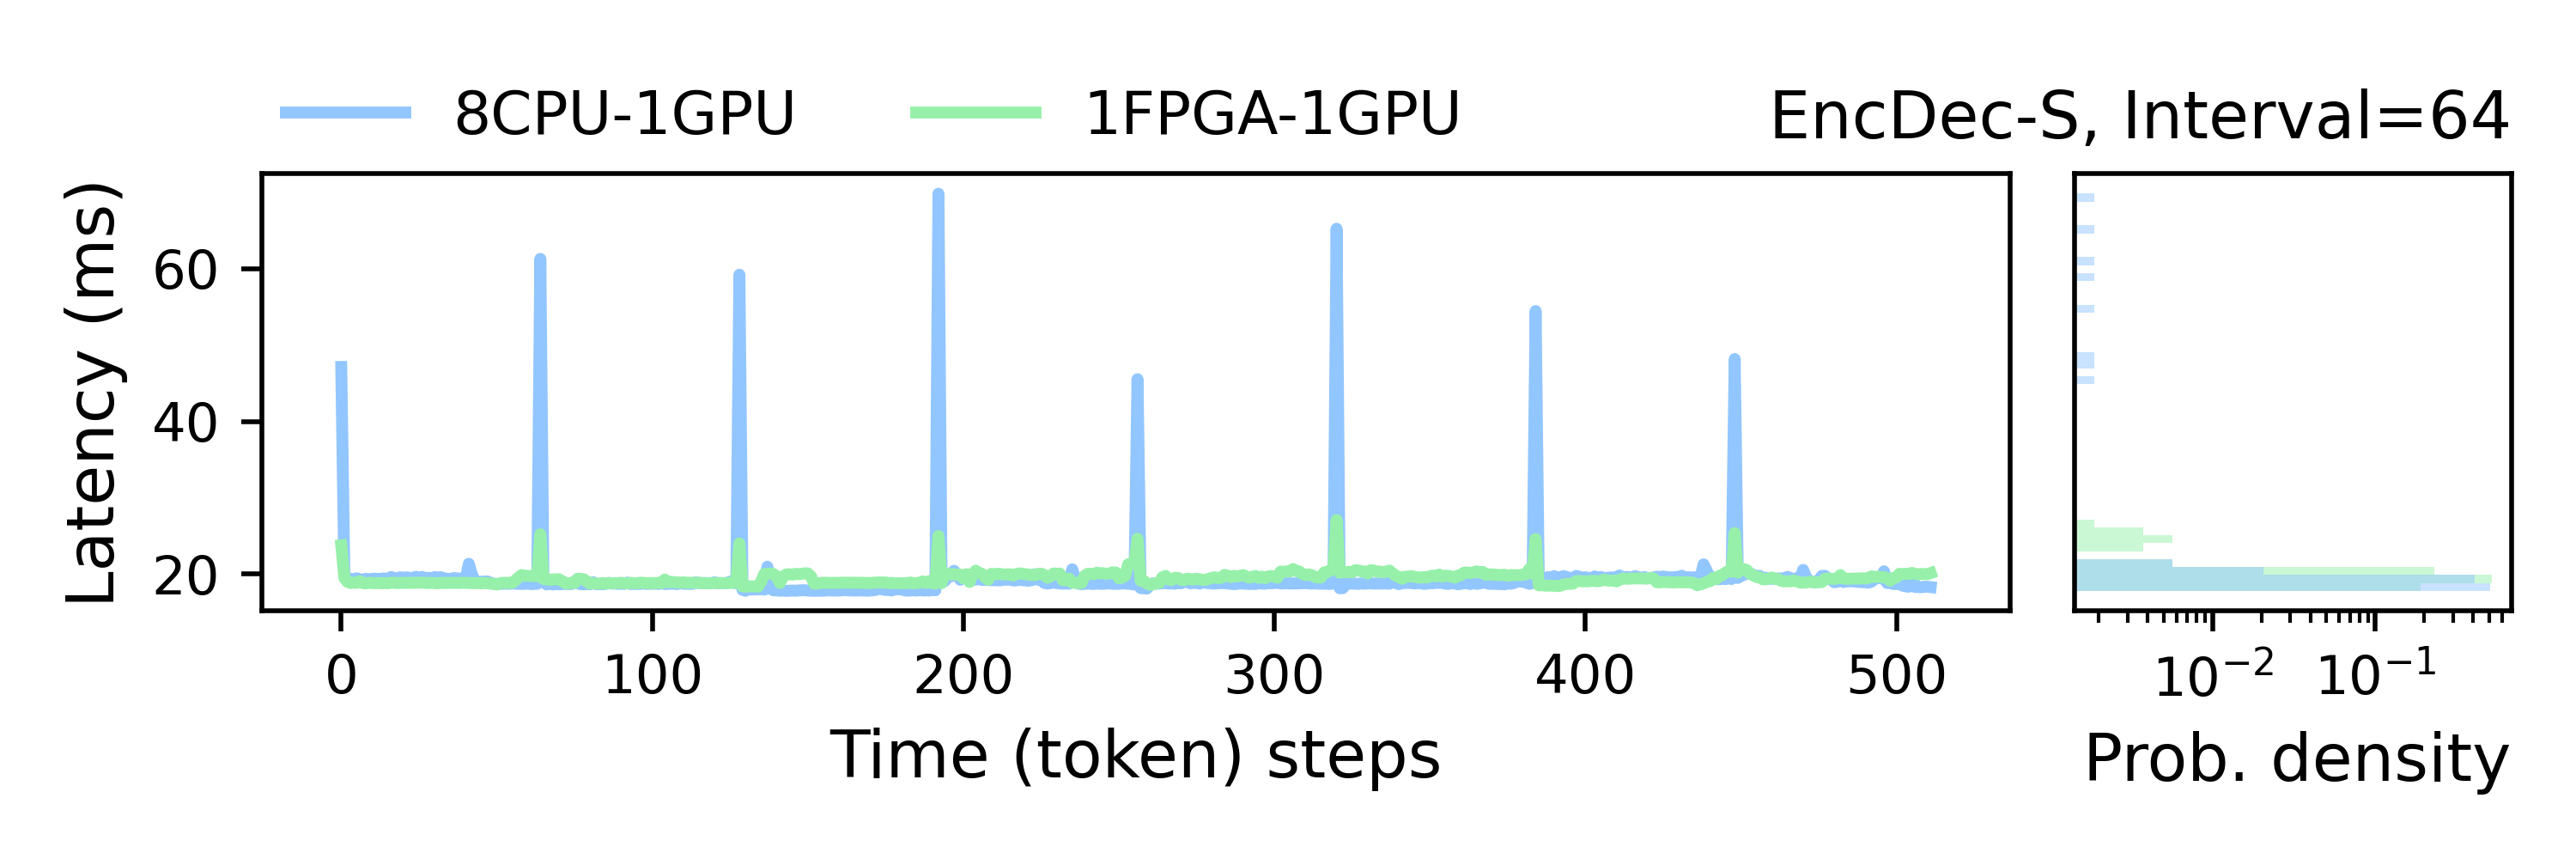 8CPU-1GPU 1FPGA-1GPU EncDec-S, Interval=64
Latency (ms)
60
40
20
0 100 200 300 400 500
10⁻² 10⁻¹
Time (token) steps
Prob. density